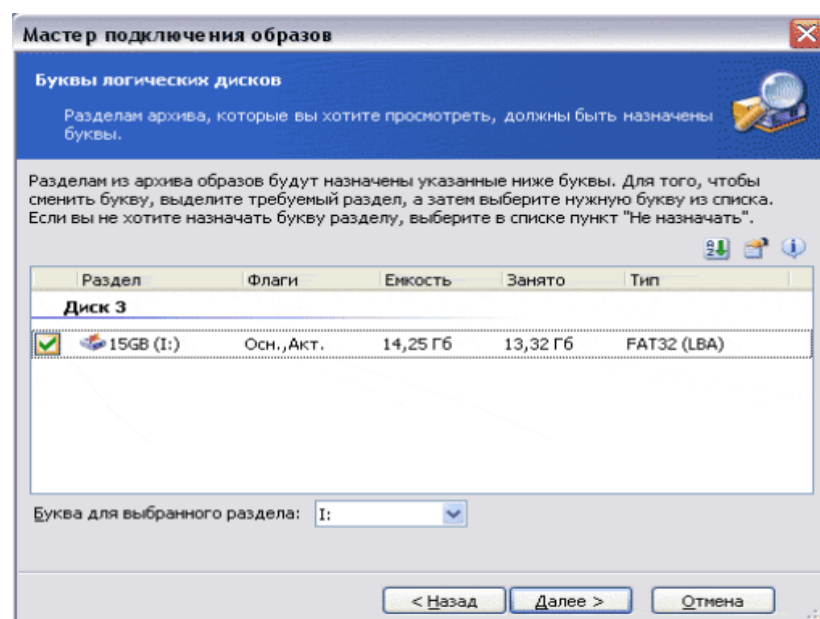 Мастер подключения образов
Буквы логических дисков
Разделам архива, которые вы хотите просмотреть, должны быть назначены
буквы.
Разделам из архива образов будут назначены указанные ниже буквы. Для того, чтобы
сменить букву, выделите требуемый раздел, а затем выберите нужную букву из списка.
Если вы не хотите назначать букву разделу, выберите в списке пункт "Не назначать".
Раздел Флаги Емкость Занято Тип
Диск 3
15GB (I:) Осн.,Акт. 14,25 Гб 13,32 Гб FAT32 (LBA)
Буква для выбранного раздела: I:
< Назад Далее > Отмена